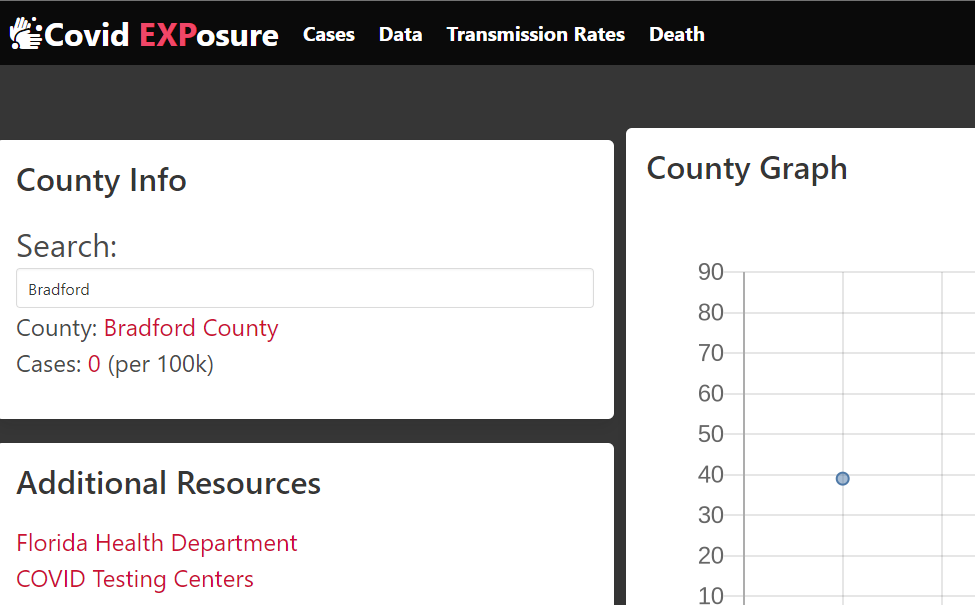 Covid EXPosure Cases Data Transmission Rates Death
County Info
Search:
Bradford
County: Bradford County
Cases: 0 (per 100k)
Additional Resources
Florida Health Department
COVID Testing Centers
County Graph
90
80
70
60
50
40
30
20
10